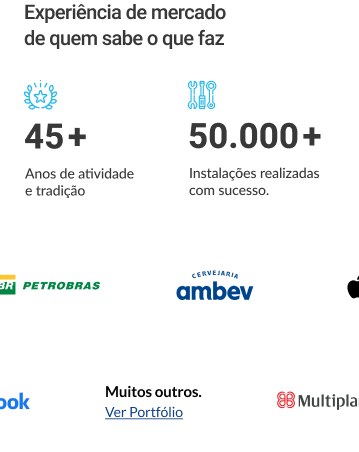 Experiência de mercado
de quem sabe o que faz
45+
50.000+
Anos de atividade
e tradição
Instalações realizadas
com sucesso.
BR PETROBRAS
CERVEJARIA
ambev
ook
Muitos outros.
Ver Portfólio
Multipla